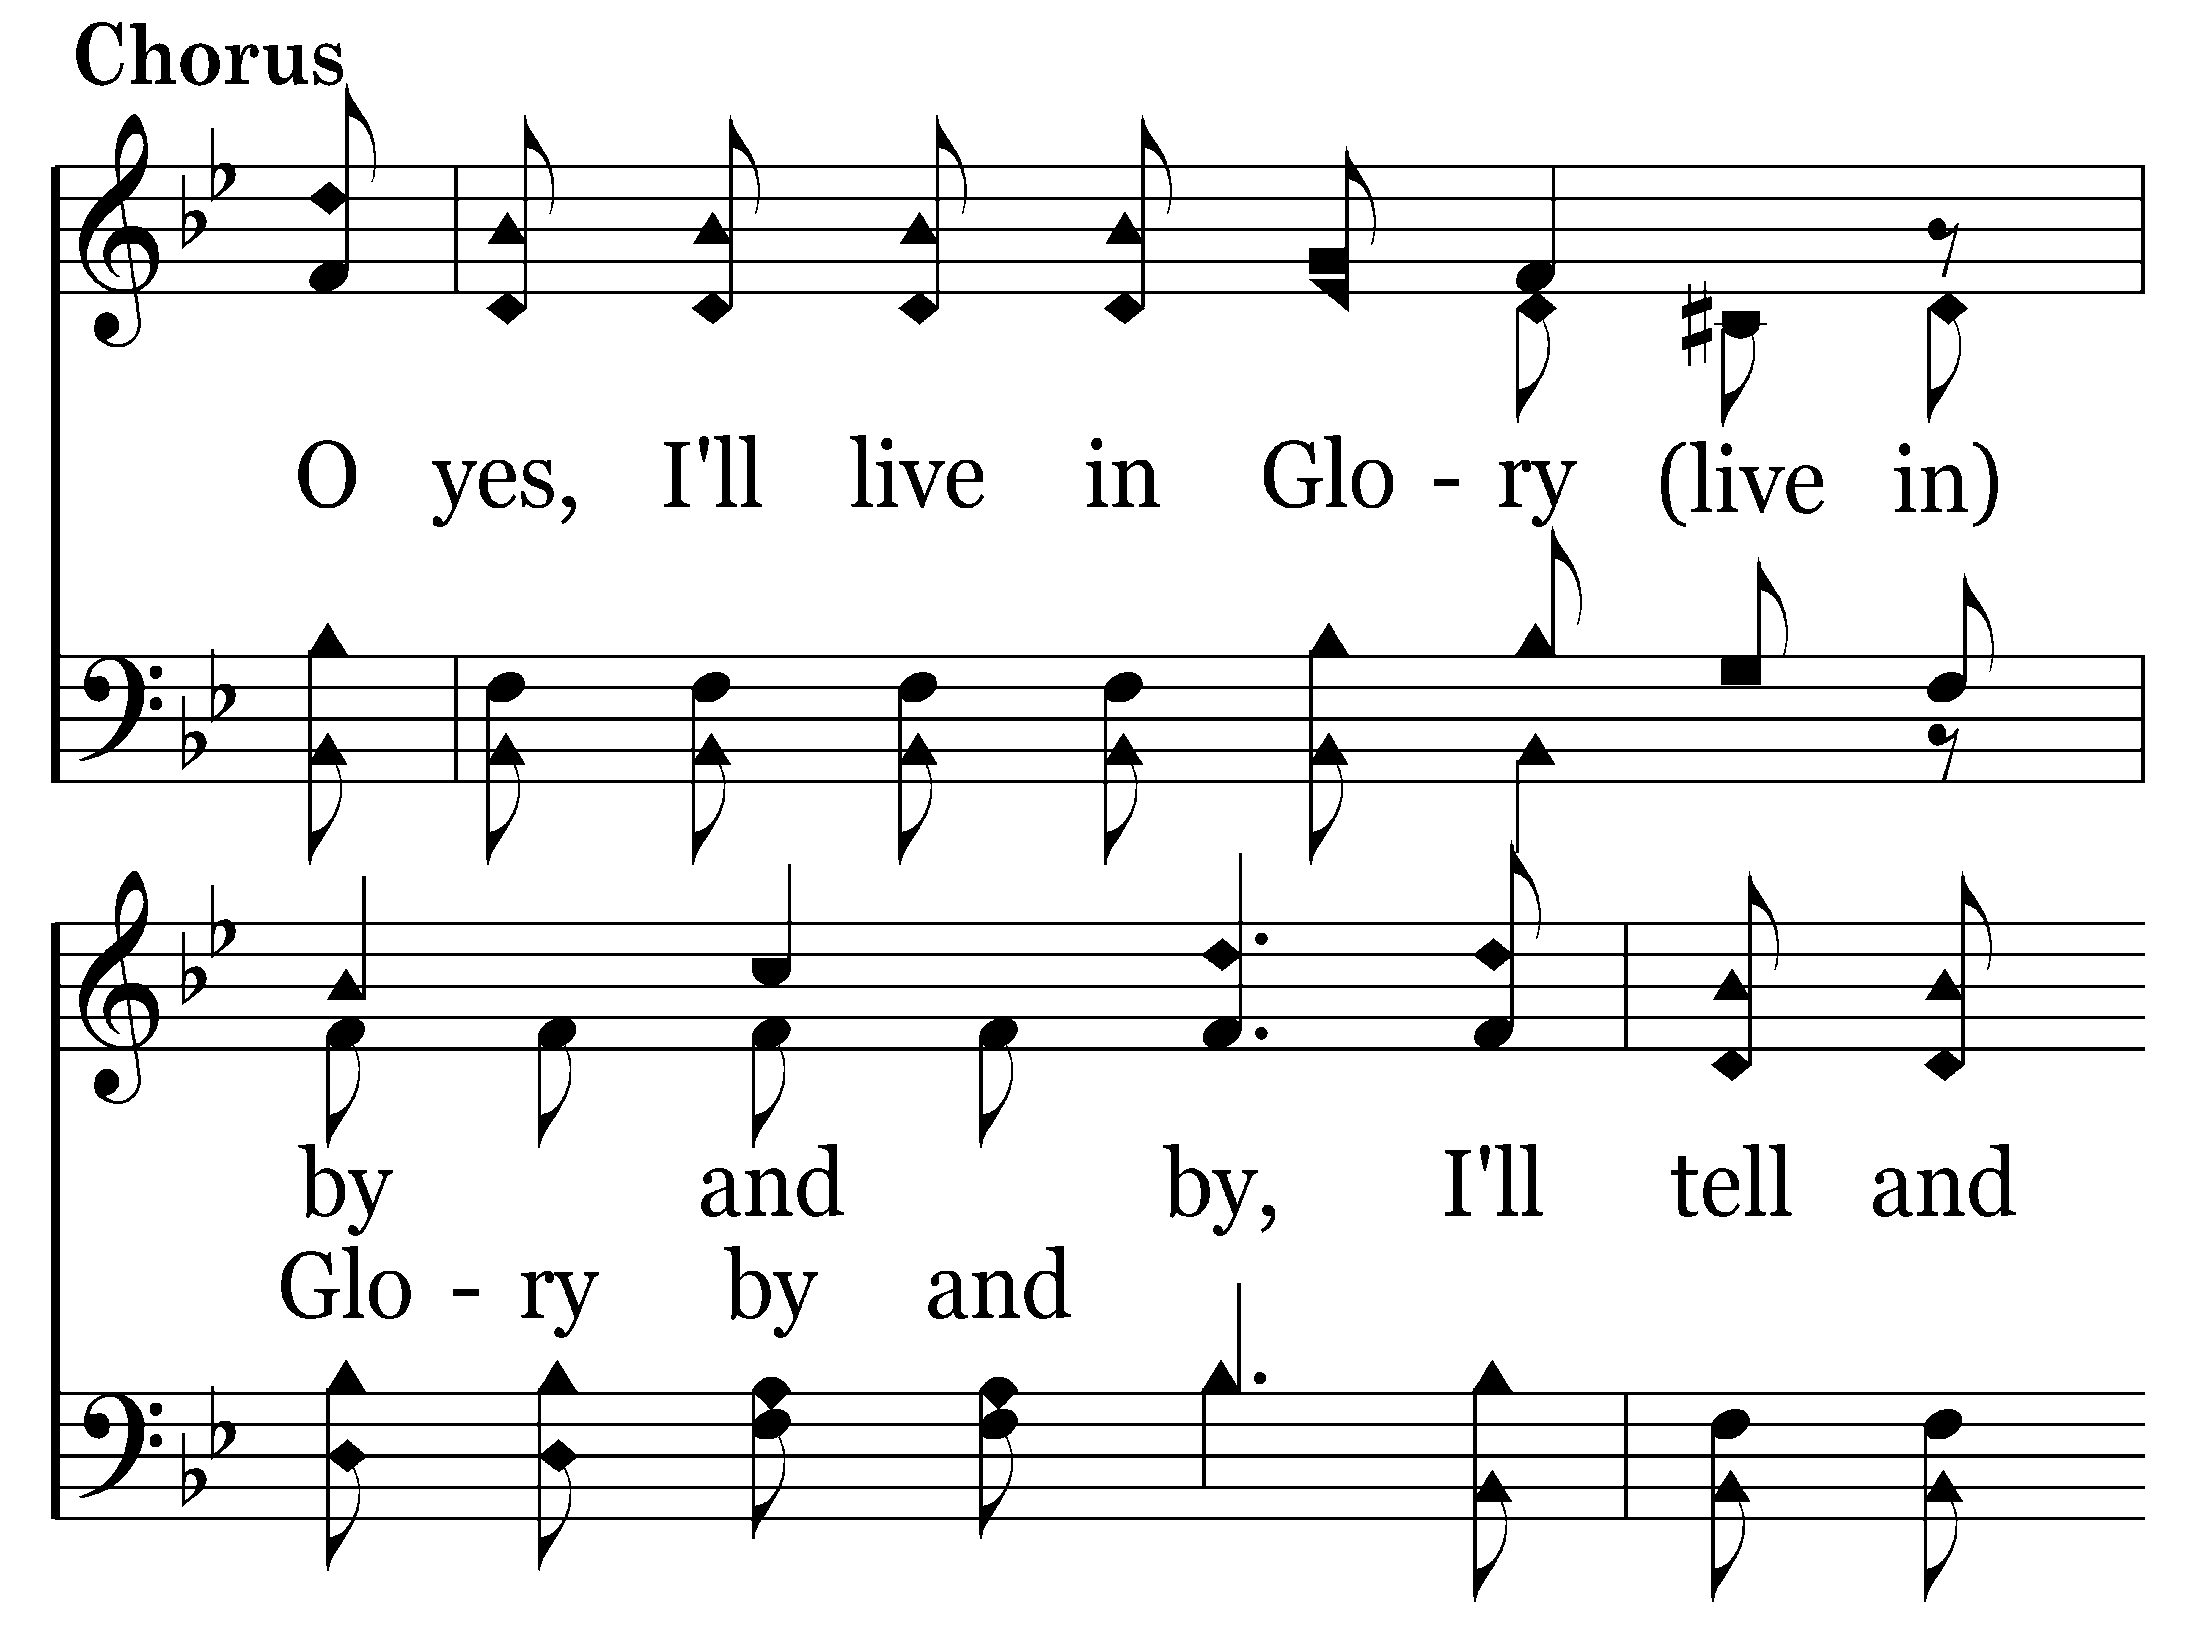 Chorus
O yes, I'll live in Glo - ry (live in)
by and by, I'll tell and
Glo - ry by and